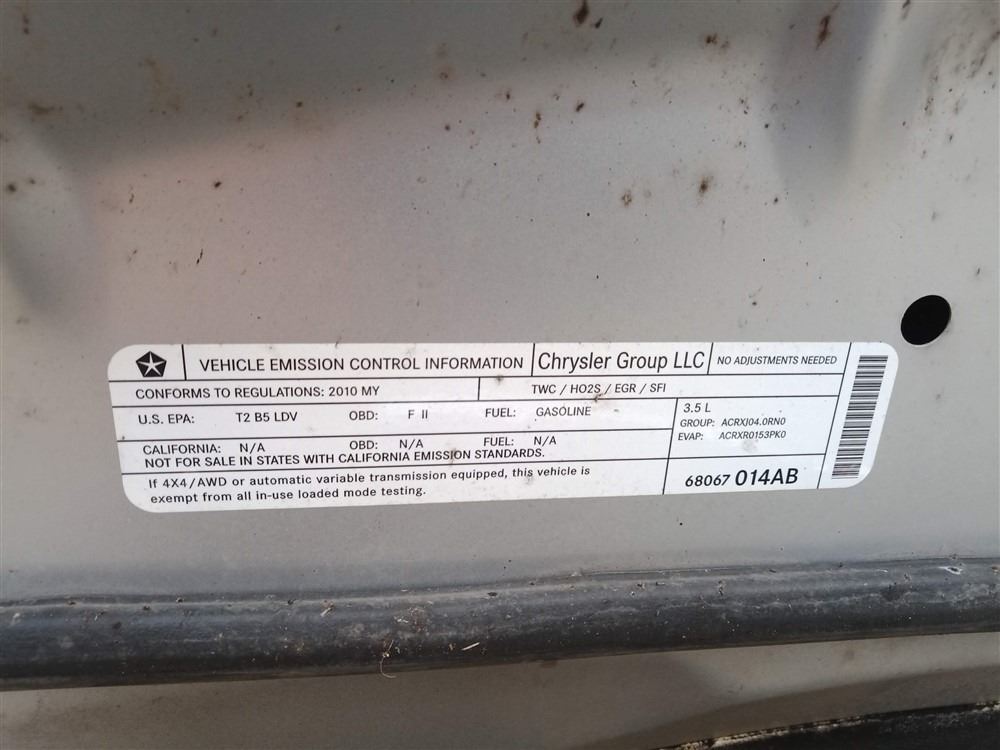 VEHICLE EMISSION CONTROL INFORMATION
Chrysler Group LLC
NO ADJUSTMENTS NEEDED
CONFORMS TO REGULATIONS: 2010 MY
TWC / HO2S / EGR / SFI
U.S. EPA: T2 B5 LDV OBD: F II FUEL: GASOLINE
CALIFORNIA: N/A OBD: N/A FUEL: N/A
NOT FOR SALE IN STATES WITH CALIFORNIA EMISSION STANDARDS.
3.5 L
GROUP: ACRXJ04.0RN0
EVAP: ACRXR0153PK0
If 4X4/AWD or automatic variable transmission equipped, this vehicle is
exempt from all in-use loaded mode testing.
68067 014AB